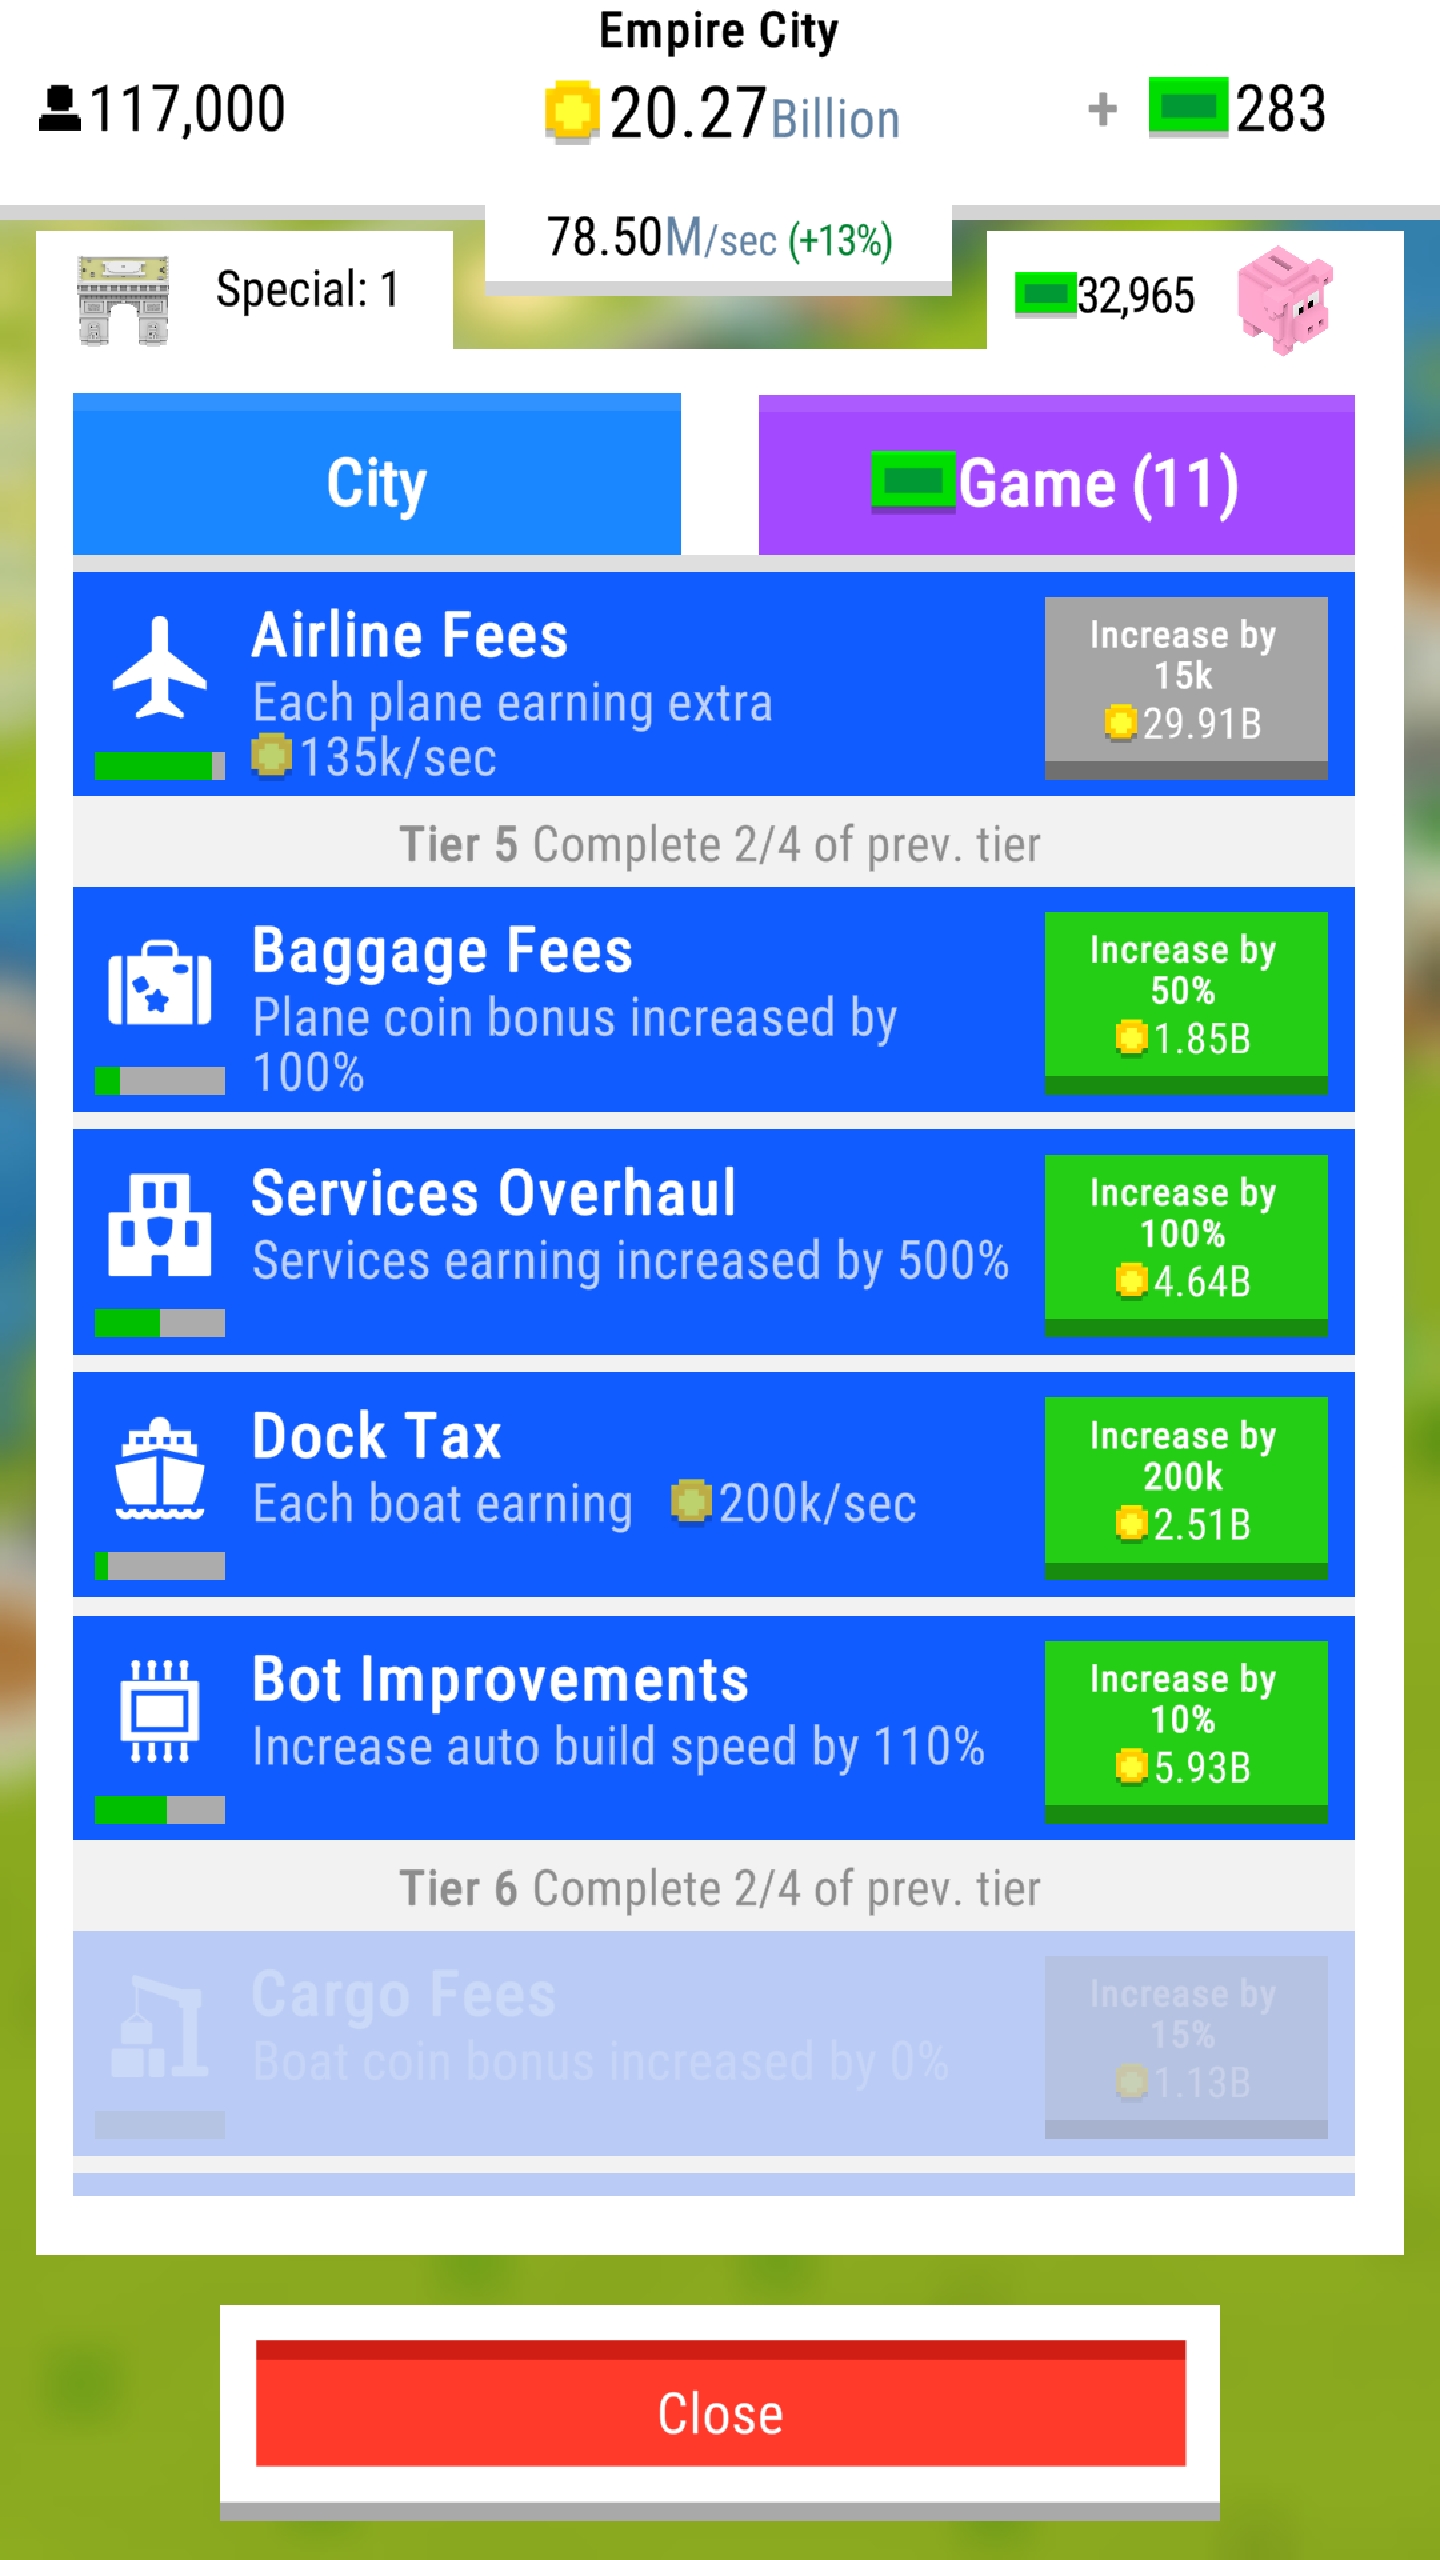 Empire City
117,000
20.27 Billion
+ 283
78.50M/sec (+13%)
Special: 1
32,965
City
Game (11)
Airline Fees
Each plane earning extra
135k/sec
Increase by
15k
29.91B
Tier 5 Complete 2/4 of prev. tier
Baggage Fees
Plane coin bonus increased by
100%
Increase by
50%
1.85B
Services Overhaul
Services earning increased by 500%
Increase by
100%
4.64B
Dock Tax
Each boat earning 200k/sec
Increase by
200k
2.51B
Bot Improvements
Increase auto build speed by 110%
Increase by
10%
5.93B
Tier 6 Complete 2/4 of prev. tier
Cargo Fees
Boat coin bonus increased by 0%
Increase by
15%
1.13B
Close